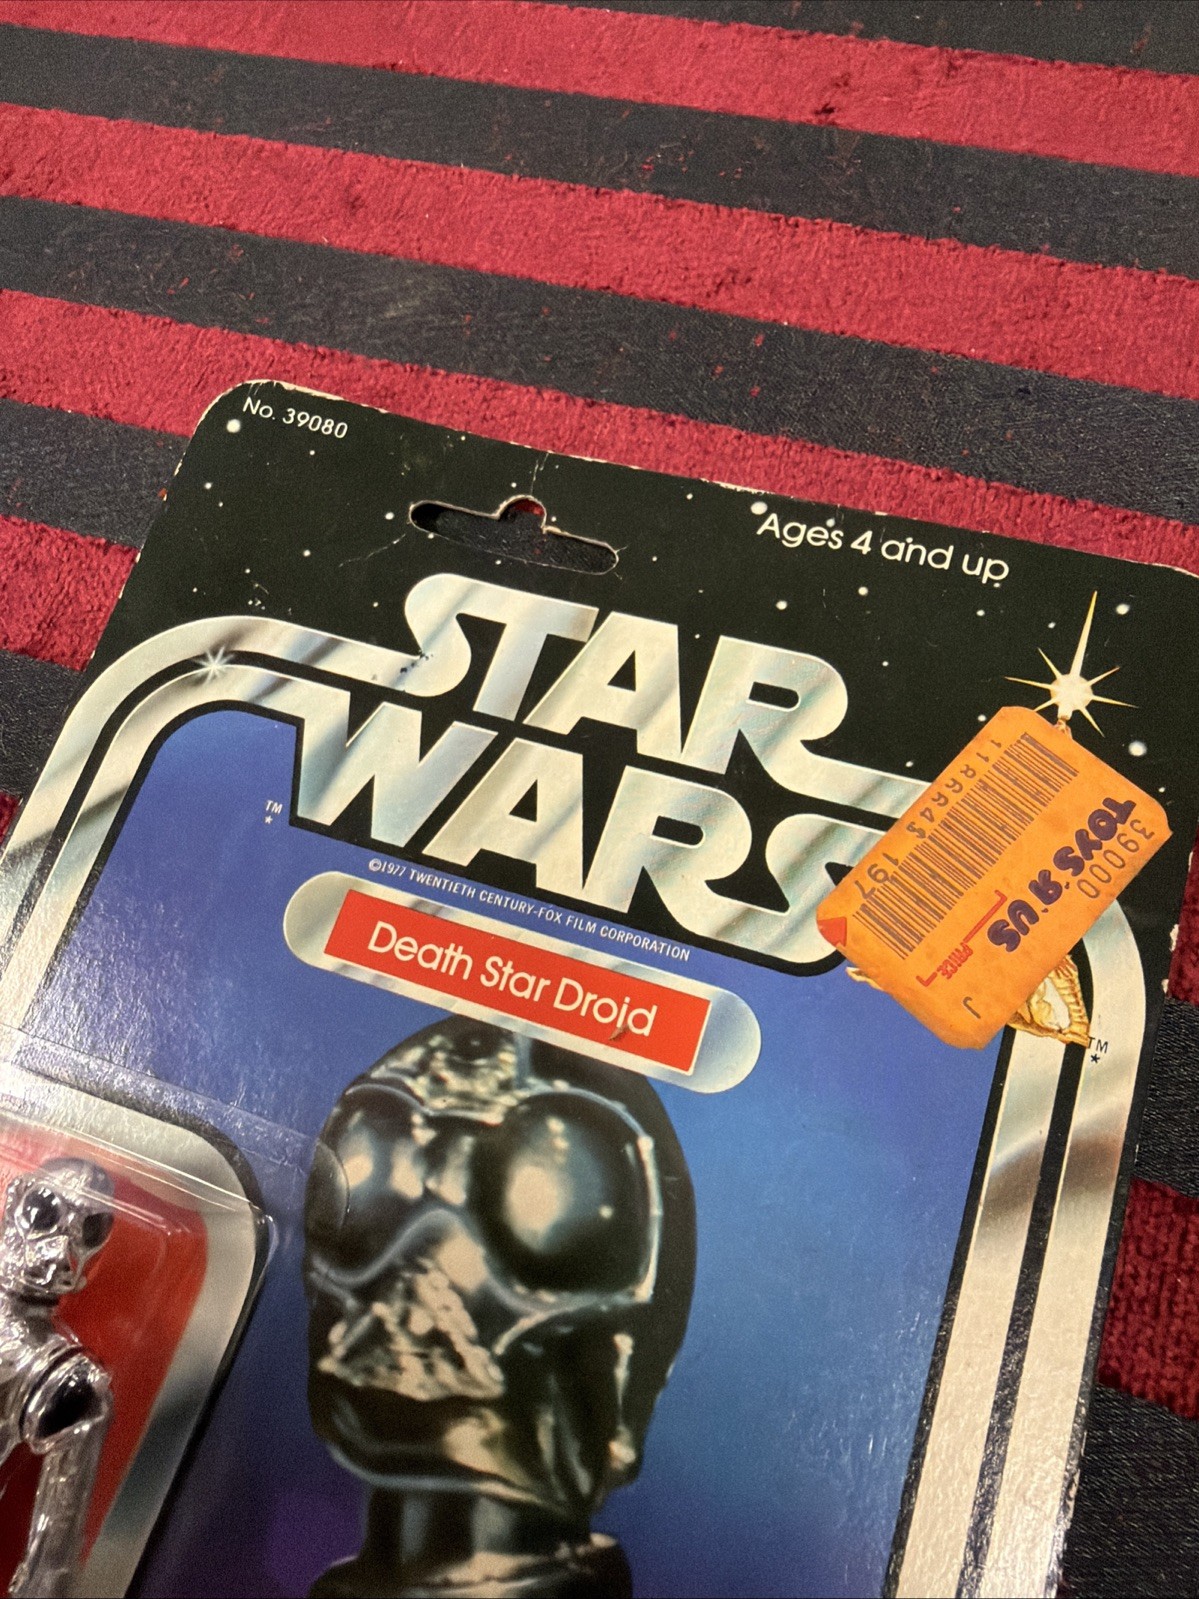 No. 39080
Ages 4 and up
STAR
WARS
TM
*
©1977 TWENTIETH CENTURY-FOX FILM CORPORATION
Death Star Droid
39000
TOYS "R" US
PRICE
197
J
TM
*